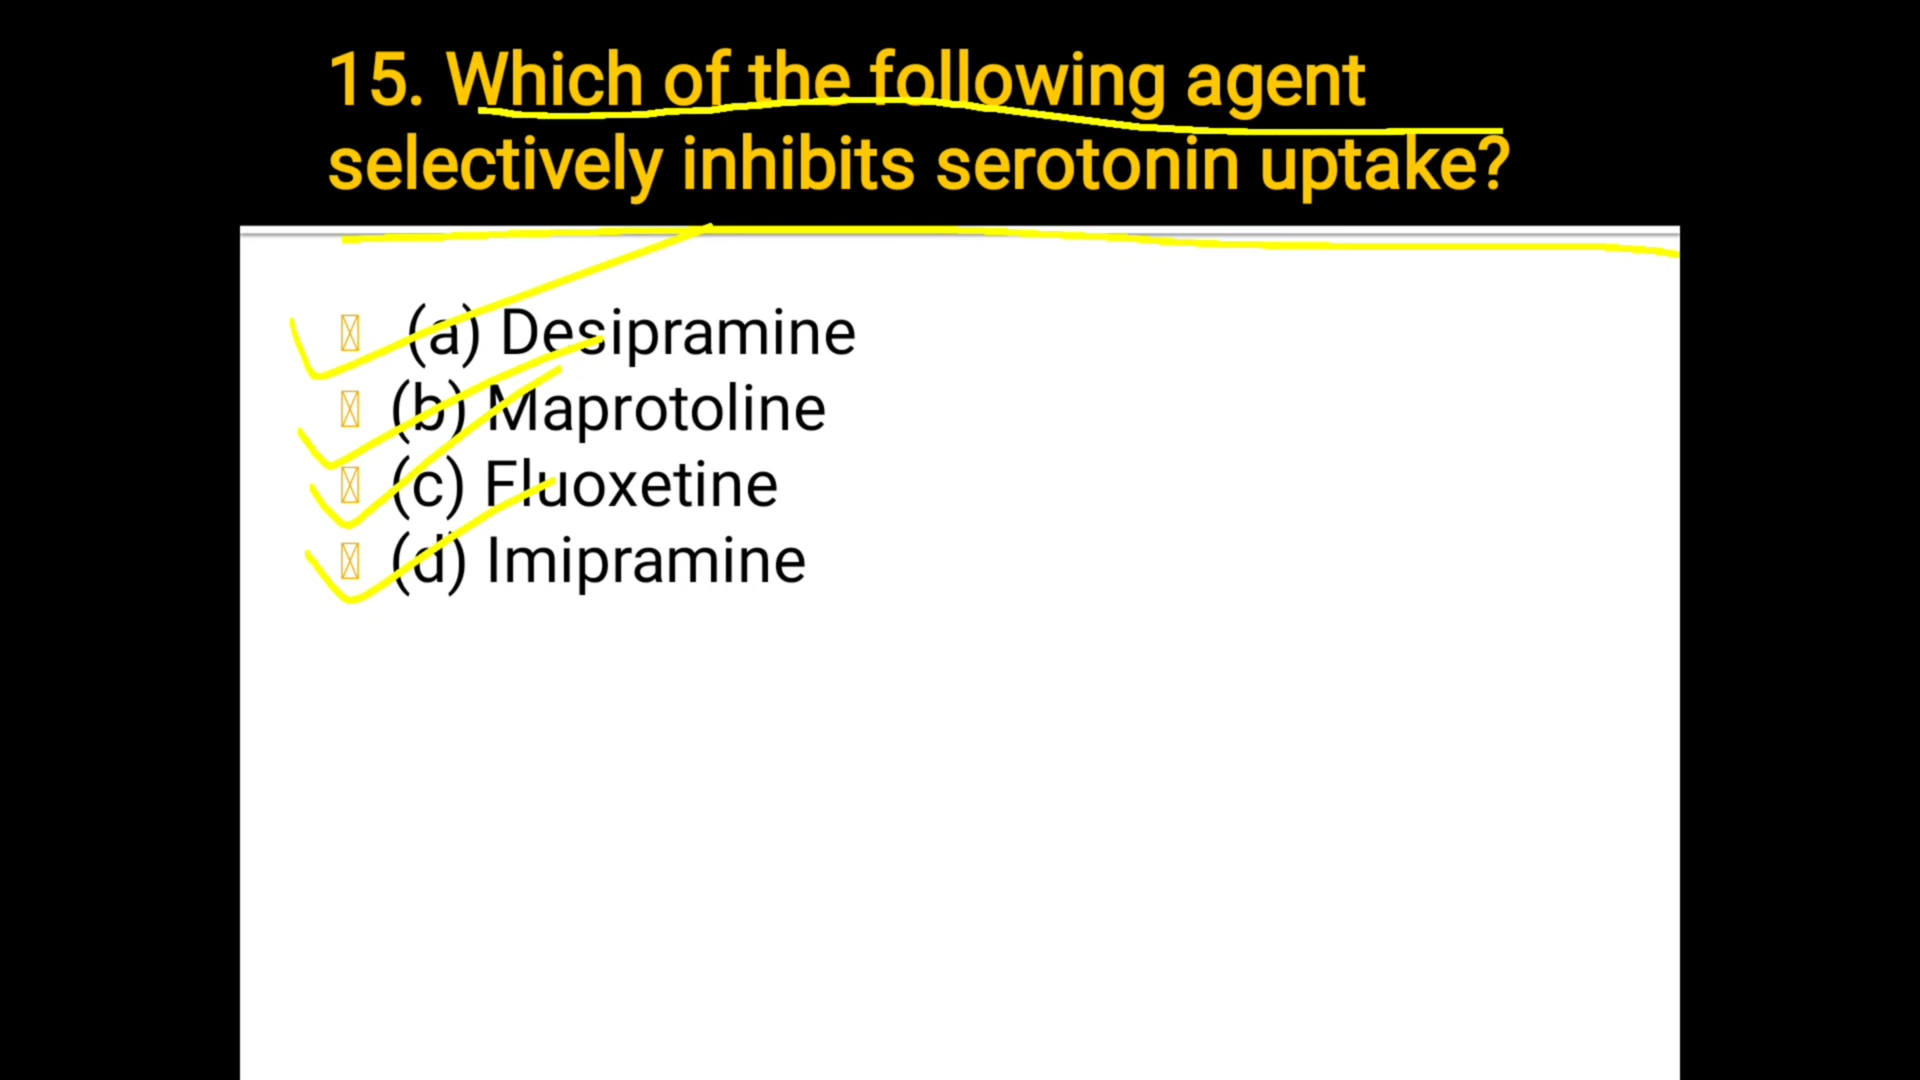 15. Which of the following agent
selectively inhibits serotonin uptake?
(a) Desipramine
(b) Maprotoline
(c) Fluoxetine
(d) Imipramine